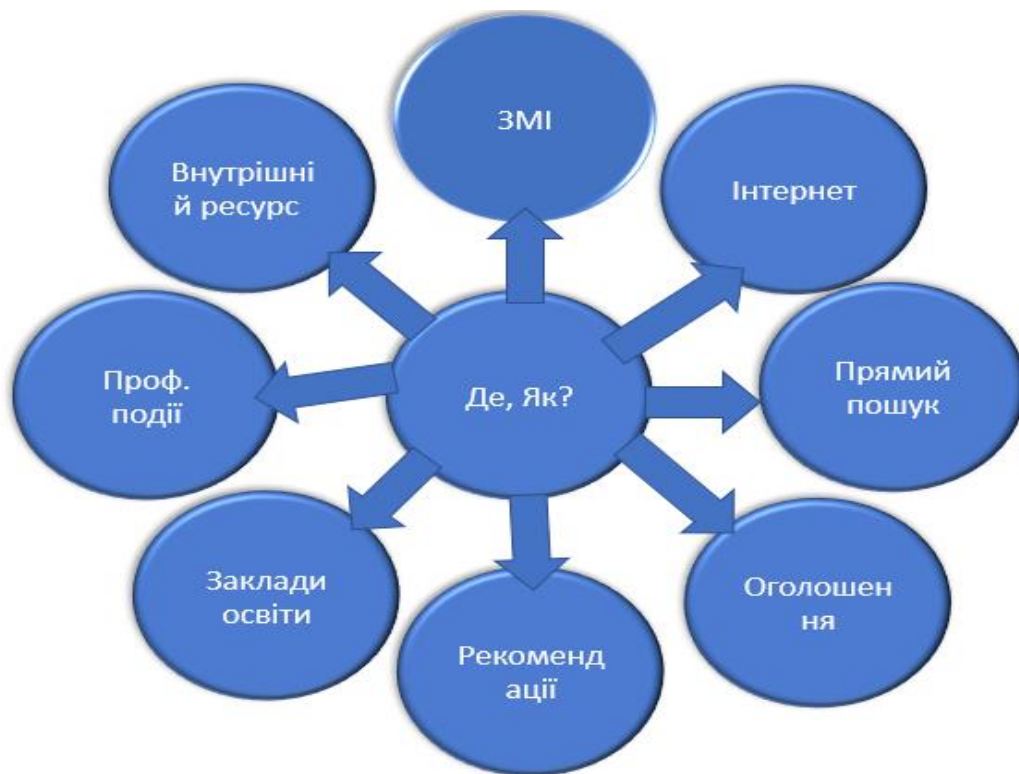 ЗМІ
Інтернет
Прямий
пошук
Оголошен
ня
Рекоменд
ації
Заклади
освіти
Проф.
події
Внутрішні
й ресурс
Де, Як?